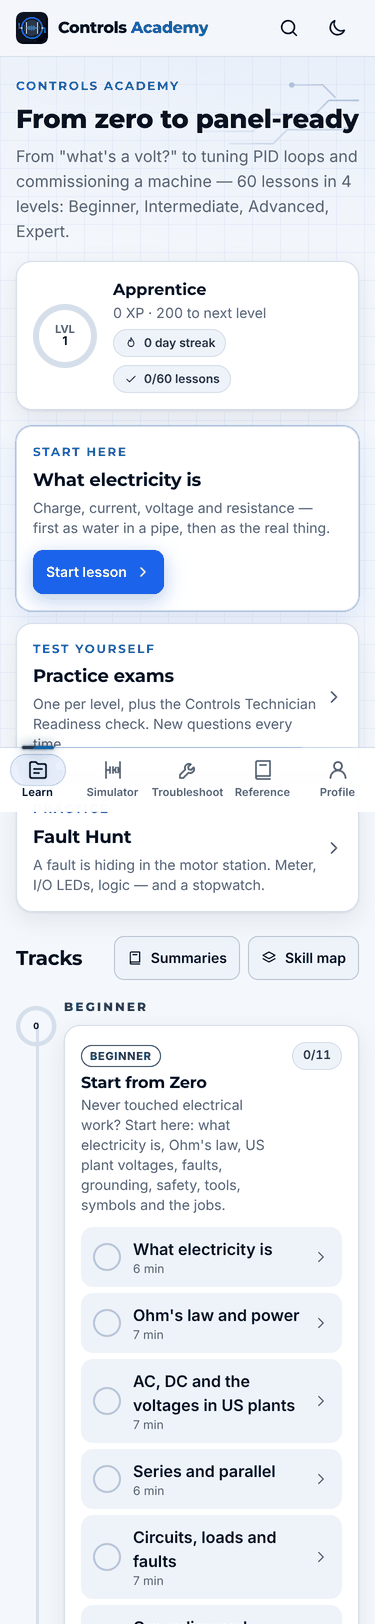 Controls Academy
CONTROLS ACADEMY
From zero to panel-ready
From "what's a volt?" to tuning PID loops and
commissioning a machine — 60 lessons in 4
levels: Beginner, Intermediate, Advanced,
Expert.
LVL
1
Apprentice
0 XP · 200 to next level
0 day streak
0/60 lessons
START HERE
What electricity is
Charge, current, voltage and resistance —
first as water in a pipe, then as the real thing.
Start lesson
TEST YOURSELF
Practice exams
One per level, plus the Controls Technician
Readiness check. New questions every
time.
Learn
Simulator
Troubleshoot
Reference
Profile
PRACTICE
Fault Hunt
A fault is hiding in the motor station. Meter,
I/O LEDs, logic — and a stopwatch.
Tracks
Summaries
Skill map
0
BEGINNER
BEGINNER
0/11
Start from Zero
Never touched electrical
work? Start here: what
electricity is, Ohm's law, US
plant voltages, faults,
grounding, safety, tools,
symbols and the jobs.
What electricity is
6 min
Ohm's law and power
7 min
AC, DC and the
voltages in US plants
7 min
Series and parallel
6 min
Circuits, loads and
faults
7 min